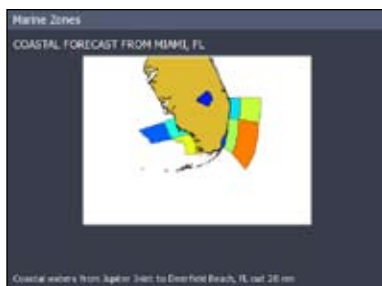 Marine Zones
COASTAL FORECAST FROM MIAMI, FL
Coastal waters from Jupiter Inlet to Deerfield Beach, FL out 20 nm